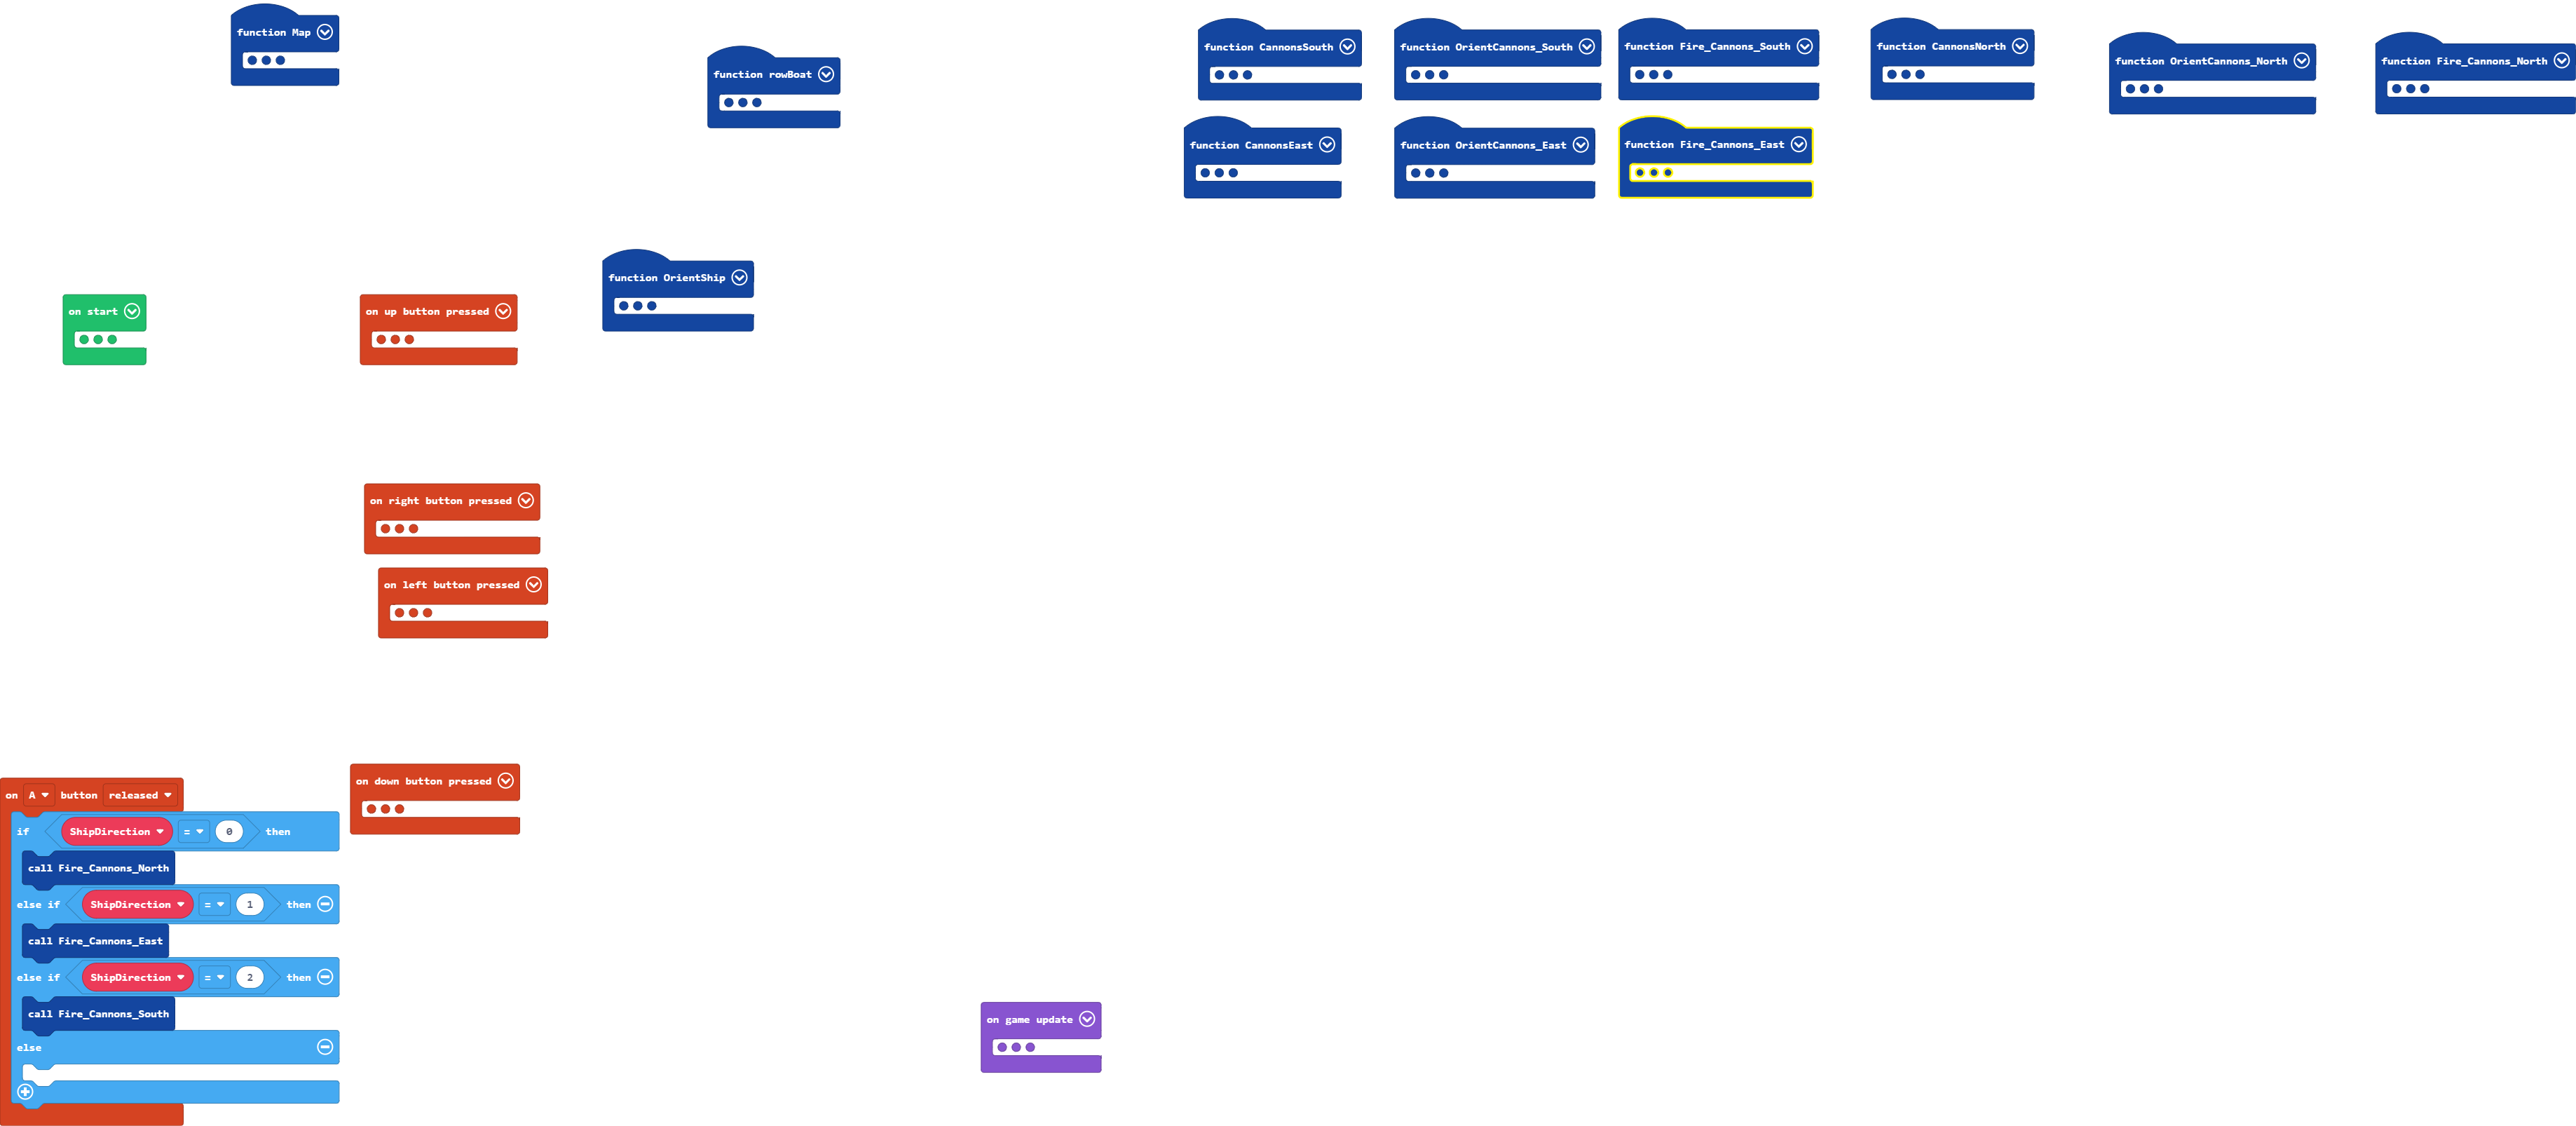 function Map
function rowBoat
function CannonsSouth
function OrientCannons_South
function Fire_Cannons_South
function CannonsNorth
function OrientCannons_North
function Fire_Cannons_North
function CannonsEast
function OrientCannons_East
function Fire_Cannons_East
function OrientShip
on start
on up button pressed
on right button pressed
on left button pressed
on down button pressed
on A button released
if ShipDirection = 0 then
call Fire_Cannons_North
else if ShipDirection = 1 then
call Fire_Cannons_East
else if ShipDirection = 2 then
call Fire_Cannons_South
else
on game update